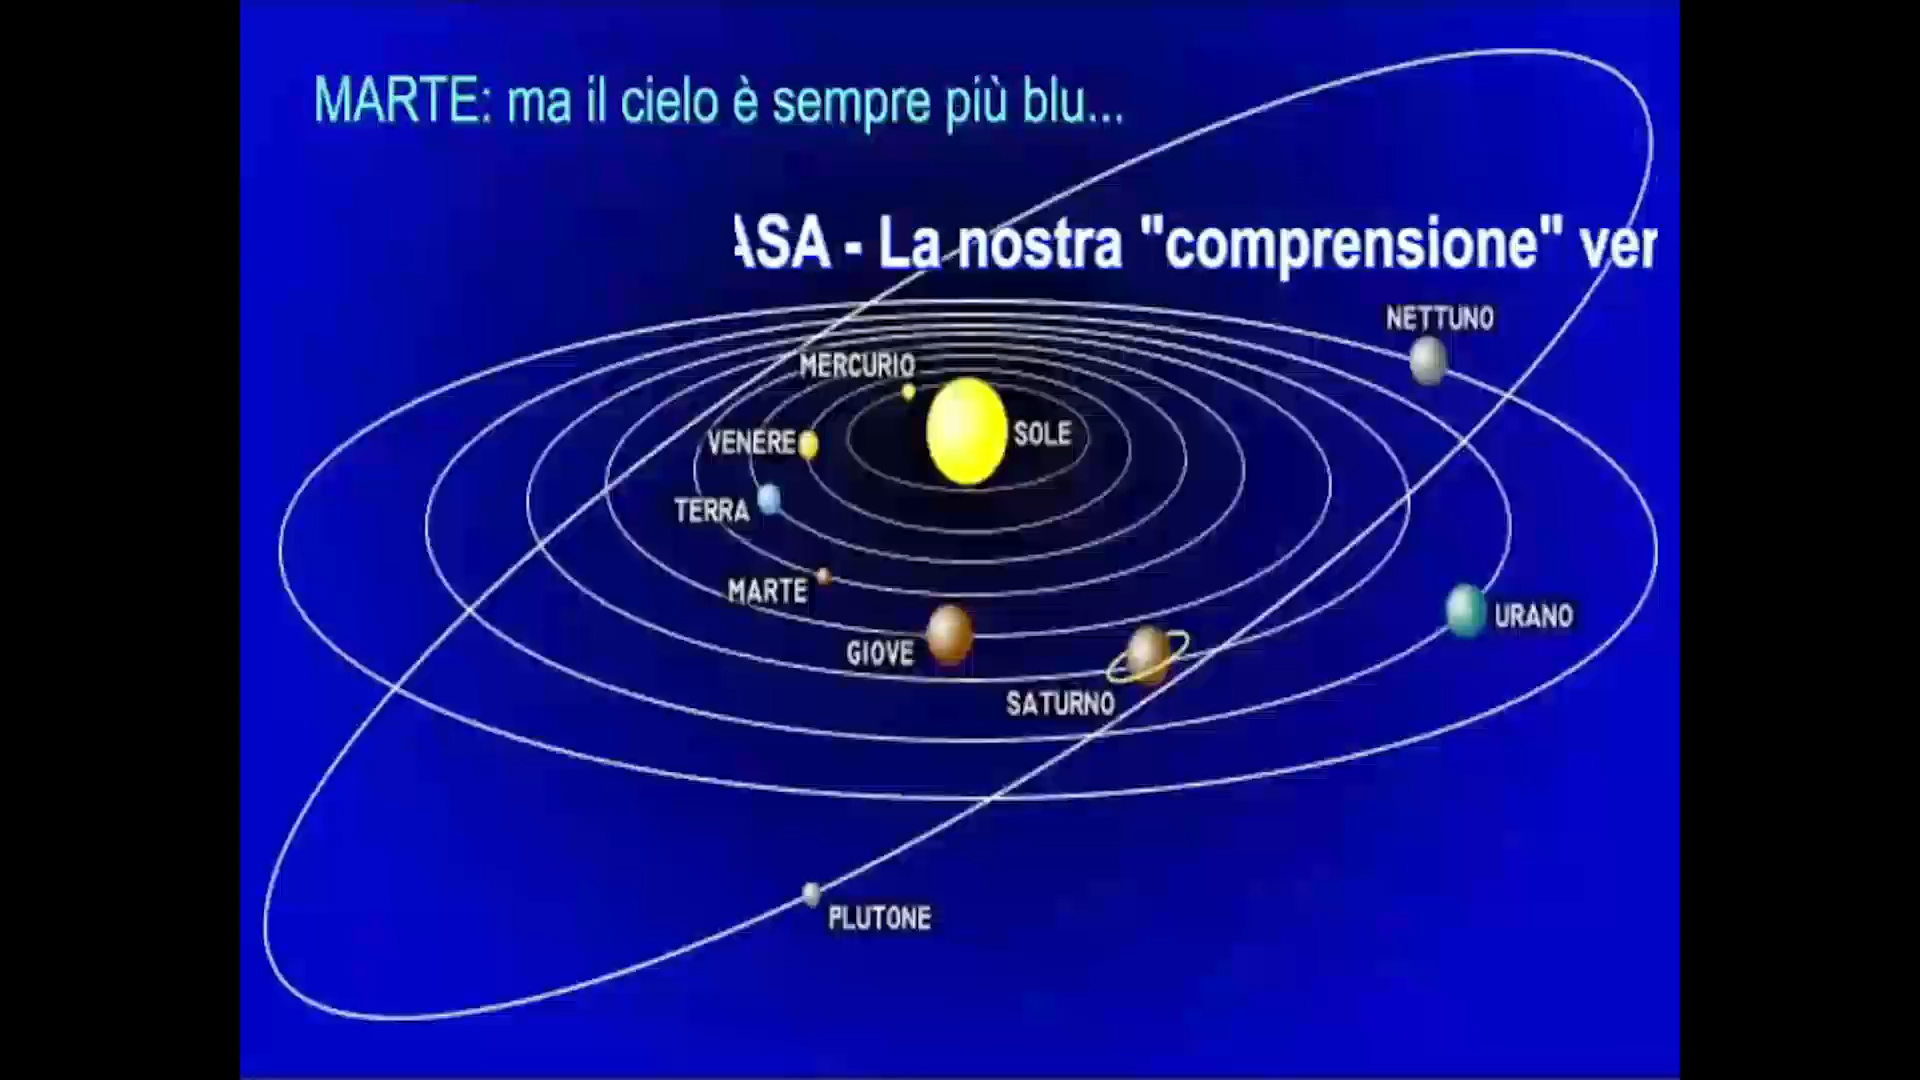 MARTE: ma il cielo è sempre più blu...
ASA - La nostra "comprensione" ver
NETTUNO
MERCURIO
SOLE
VENERE
TERRA
MARTE
URANO
GIOVE
SATURNO
PLUTONE